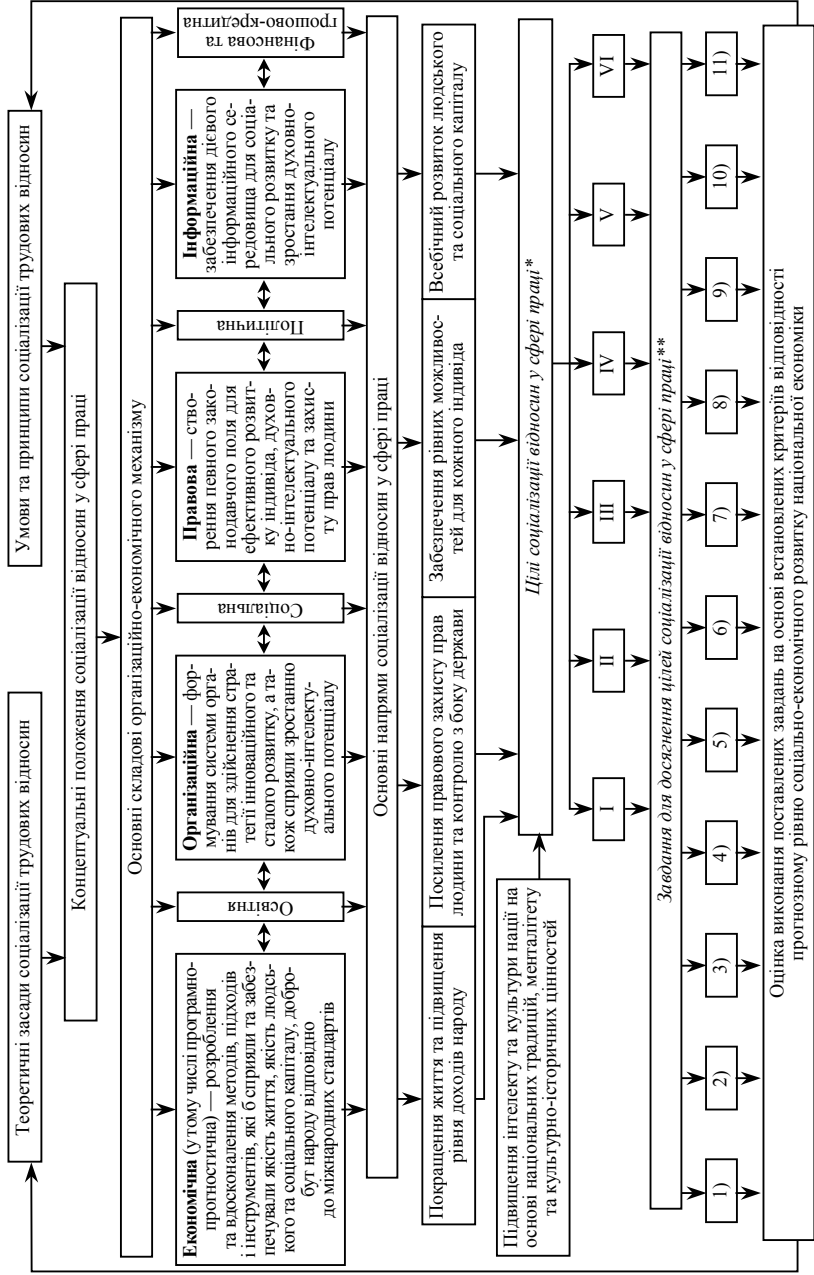 Теоретичні засади соціалізації трудових відносин
Умови та принципи соціалізації трудових відносин
Концептуальні положення соціалізації відносин у сфері праці
Основні складові організаційно-економічного механізму
Економічна (у тому числі програмно-
прогностична) — розроблення
та вдосконалення методів, підходів
і інструментів, які б сприяли та забез-
печували якість життя, якість людсь-
кого та соціального капіталу, добро-
бут народу відповідно
до міжнародних стандартів
Освітня
Організаційна — фор-
мування системи орга-
нів для здійснення стра-
тегії інноваційного та
сталого розвитку, а та-
кож сприяли зростанню
духовно-інтелекту-
ального потенціалу
Соціальна
Правова — ство-
рення певного зако-
нодавчого поля для
ефективного розвит-
ку індивіда, духов-
но-інтелектуального
потенціалу та захис-
ту прав людини
Політична
Інформаційна —
забезпечення дієвого
інформаційного се-
редовища для соціа-
льного розвитку та
зростання духовно-
інтелектуального
потенціалу
Фінансова та
грошово-кредитна
Основні напрями соціалізації відносин у сфері праці
Покращення життя та підвищення
рівня доходів народу
Посилення правового захисту прав
людини та контролю з боку держави
Забезпечення рівних можливос-
тей для кожного індивіда
Всебічний розвиток людського
та соціального капіталу
Підвищення інтелекту та культури нації на
основі національних традицій, менталітету
та культурно-історичних цінностей
Цілі соціалізації відносин у сфері праці*
I
II
III
IV
V
VI
Завдання для досягнення цілей соціалізації відносин у сфері праці**
1)
2)
3)
4)
5)
6)
7)
8)
9)
10)
11)
Оцінка виконання поставлених завдань на основі встановлених критеріїв відповідності
прогнозному рівню соціально-економічного розвитку національної економіки